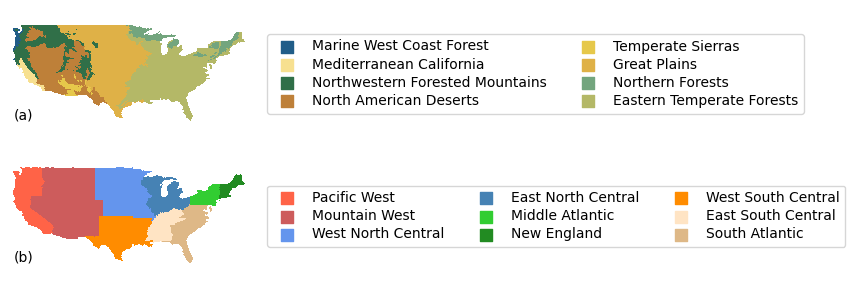 Marine West Coast Forest
Mediterranean California
Northwestern Forested Mountains
North American Deserts
Temperate Sierras
Great Plains
Northern Forests
Eastern Temperate Forests
(a)
Pacific West
Mountain West
West North Central
East North Central
Middle Atlantic
New England
West South Central
East South Central
South Atlantic
(b)